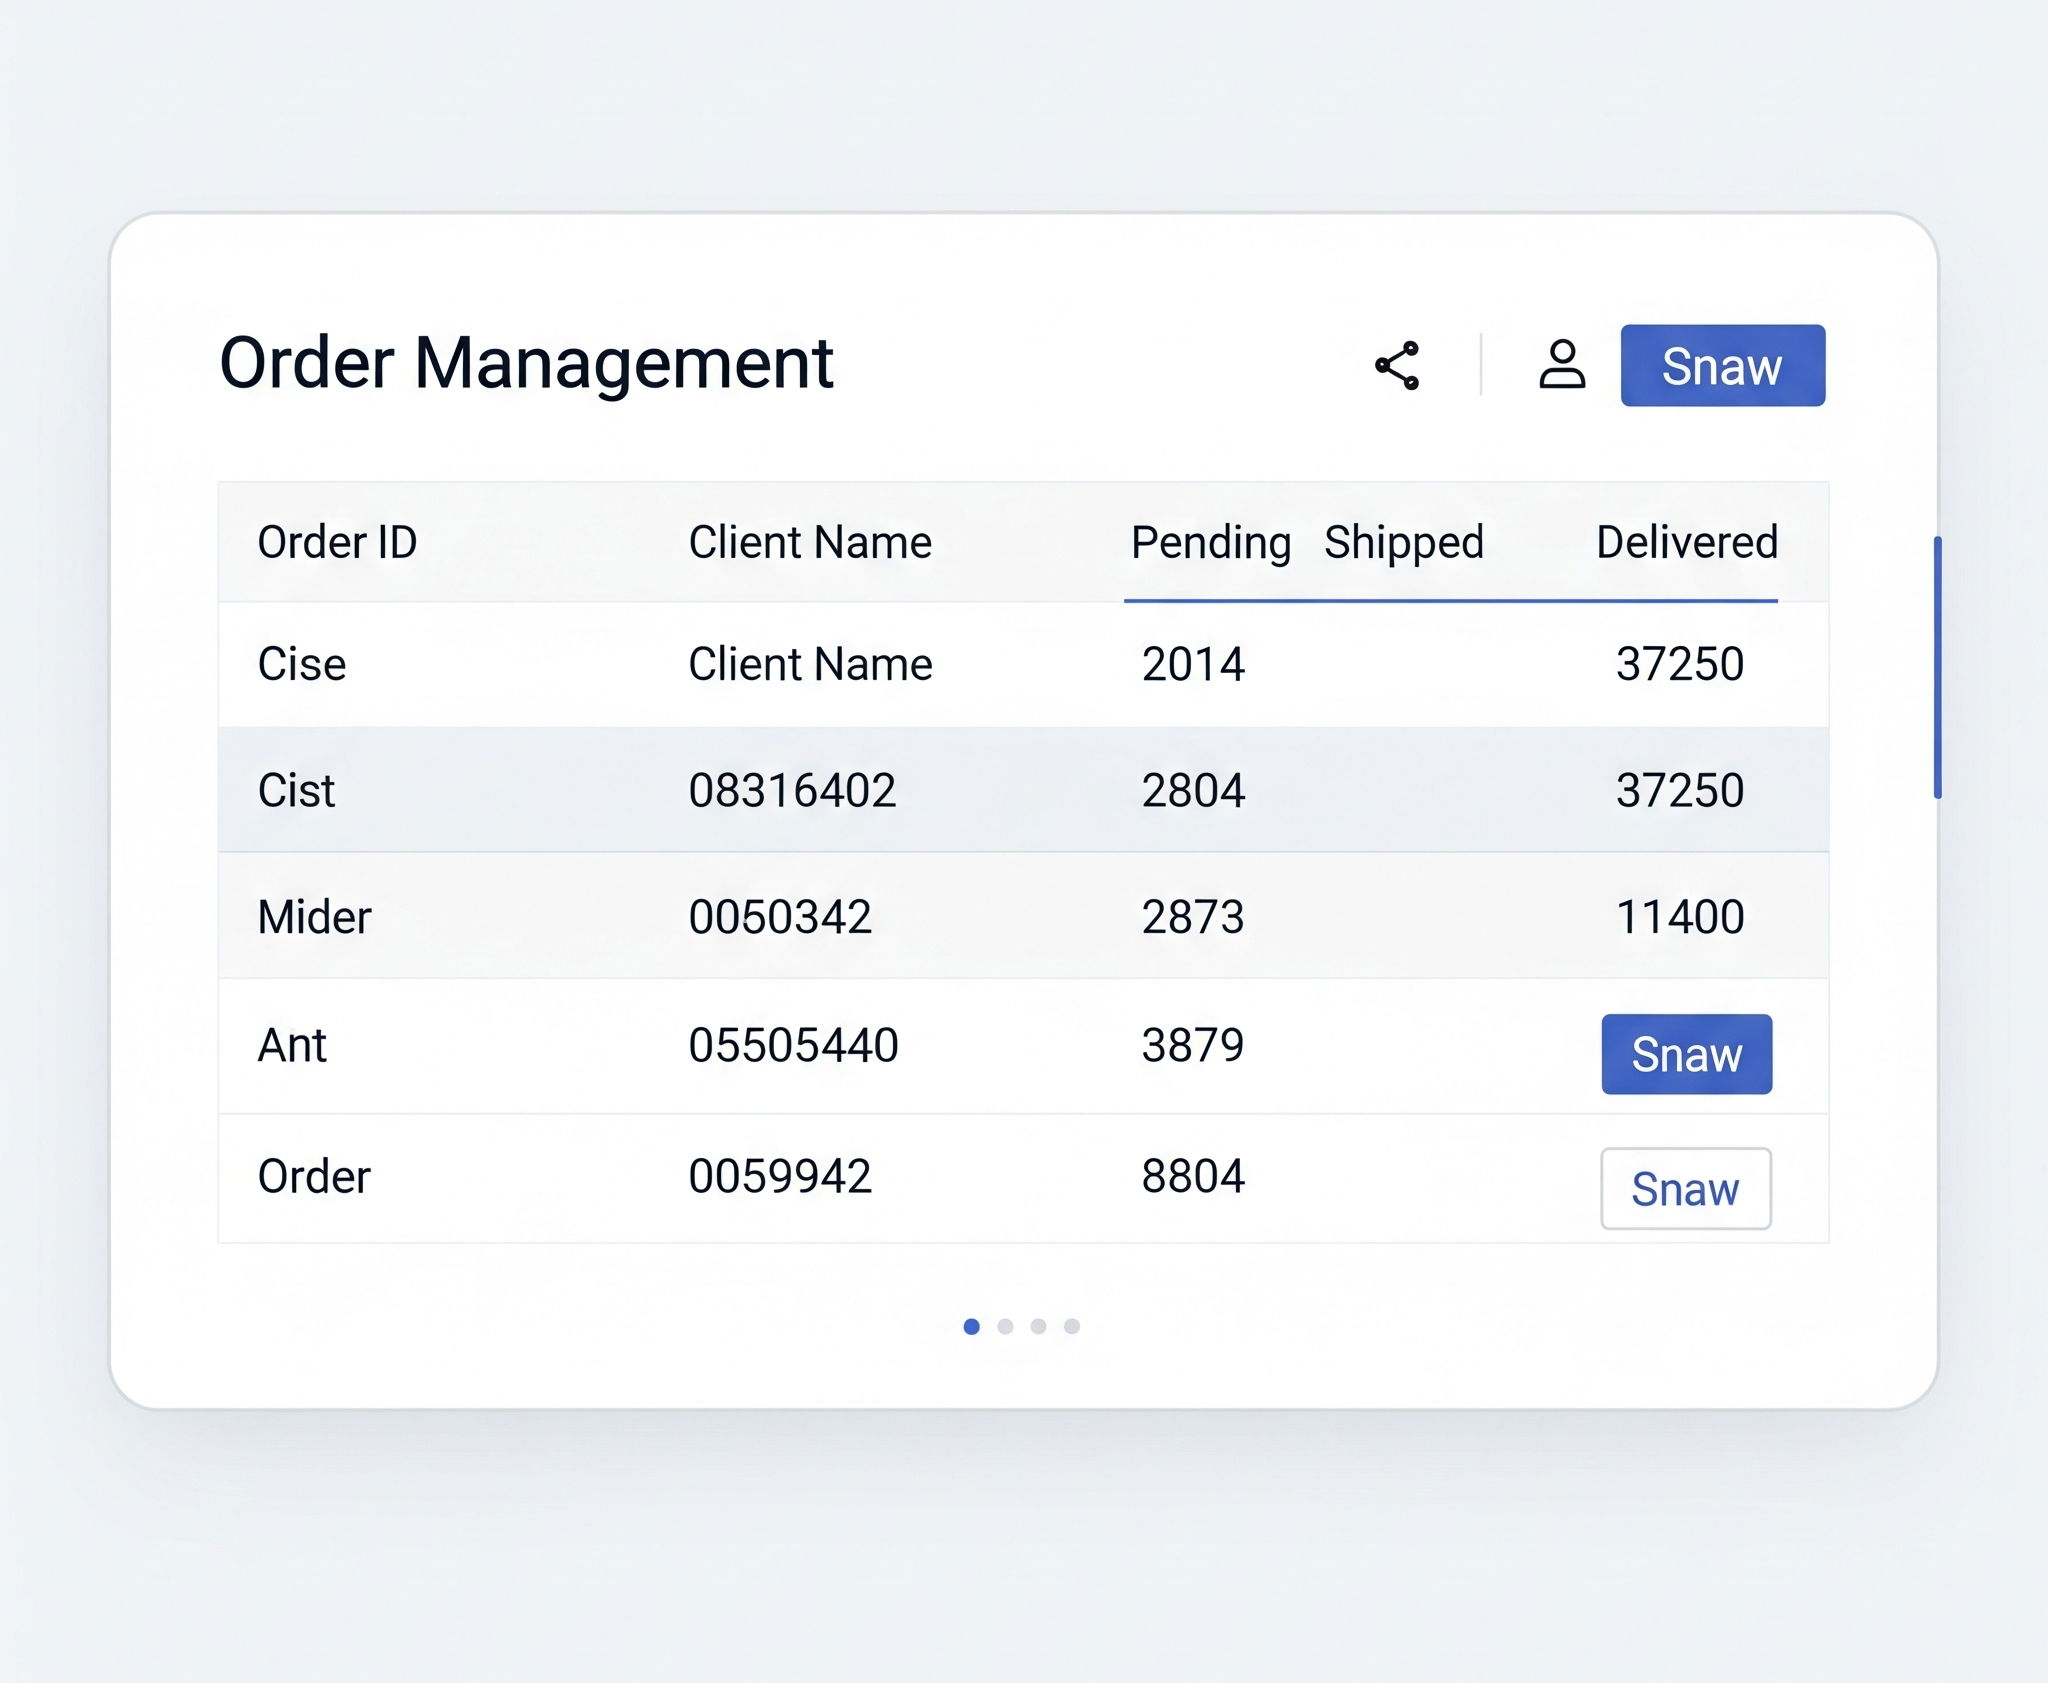 Order Management
Snaw
Order ID Client Name Pending Shipped Delivered
Cise Client Name 2014 37250
Cist 08316402 2804 37250
Mider 0050342 2873 11400
Ant 05505440 3879 Snaw
Order 0059942 8804 Snaw